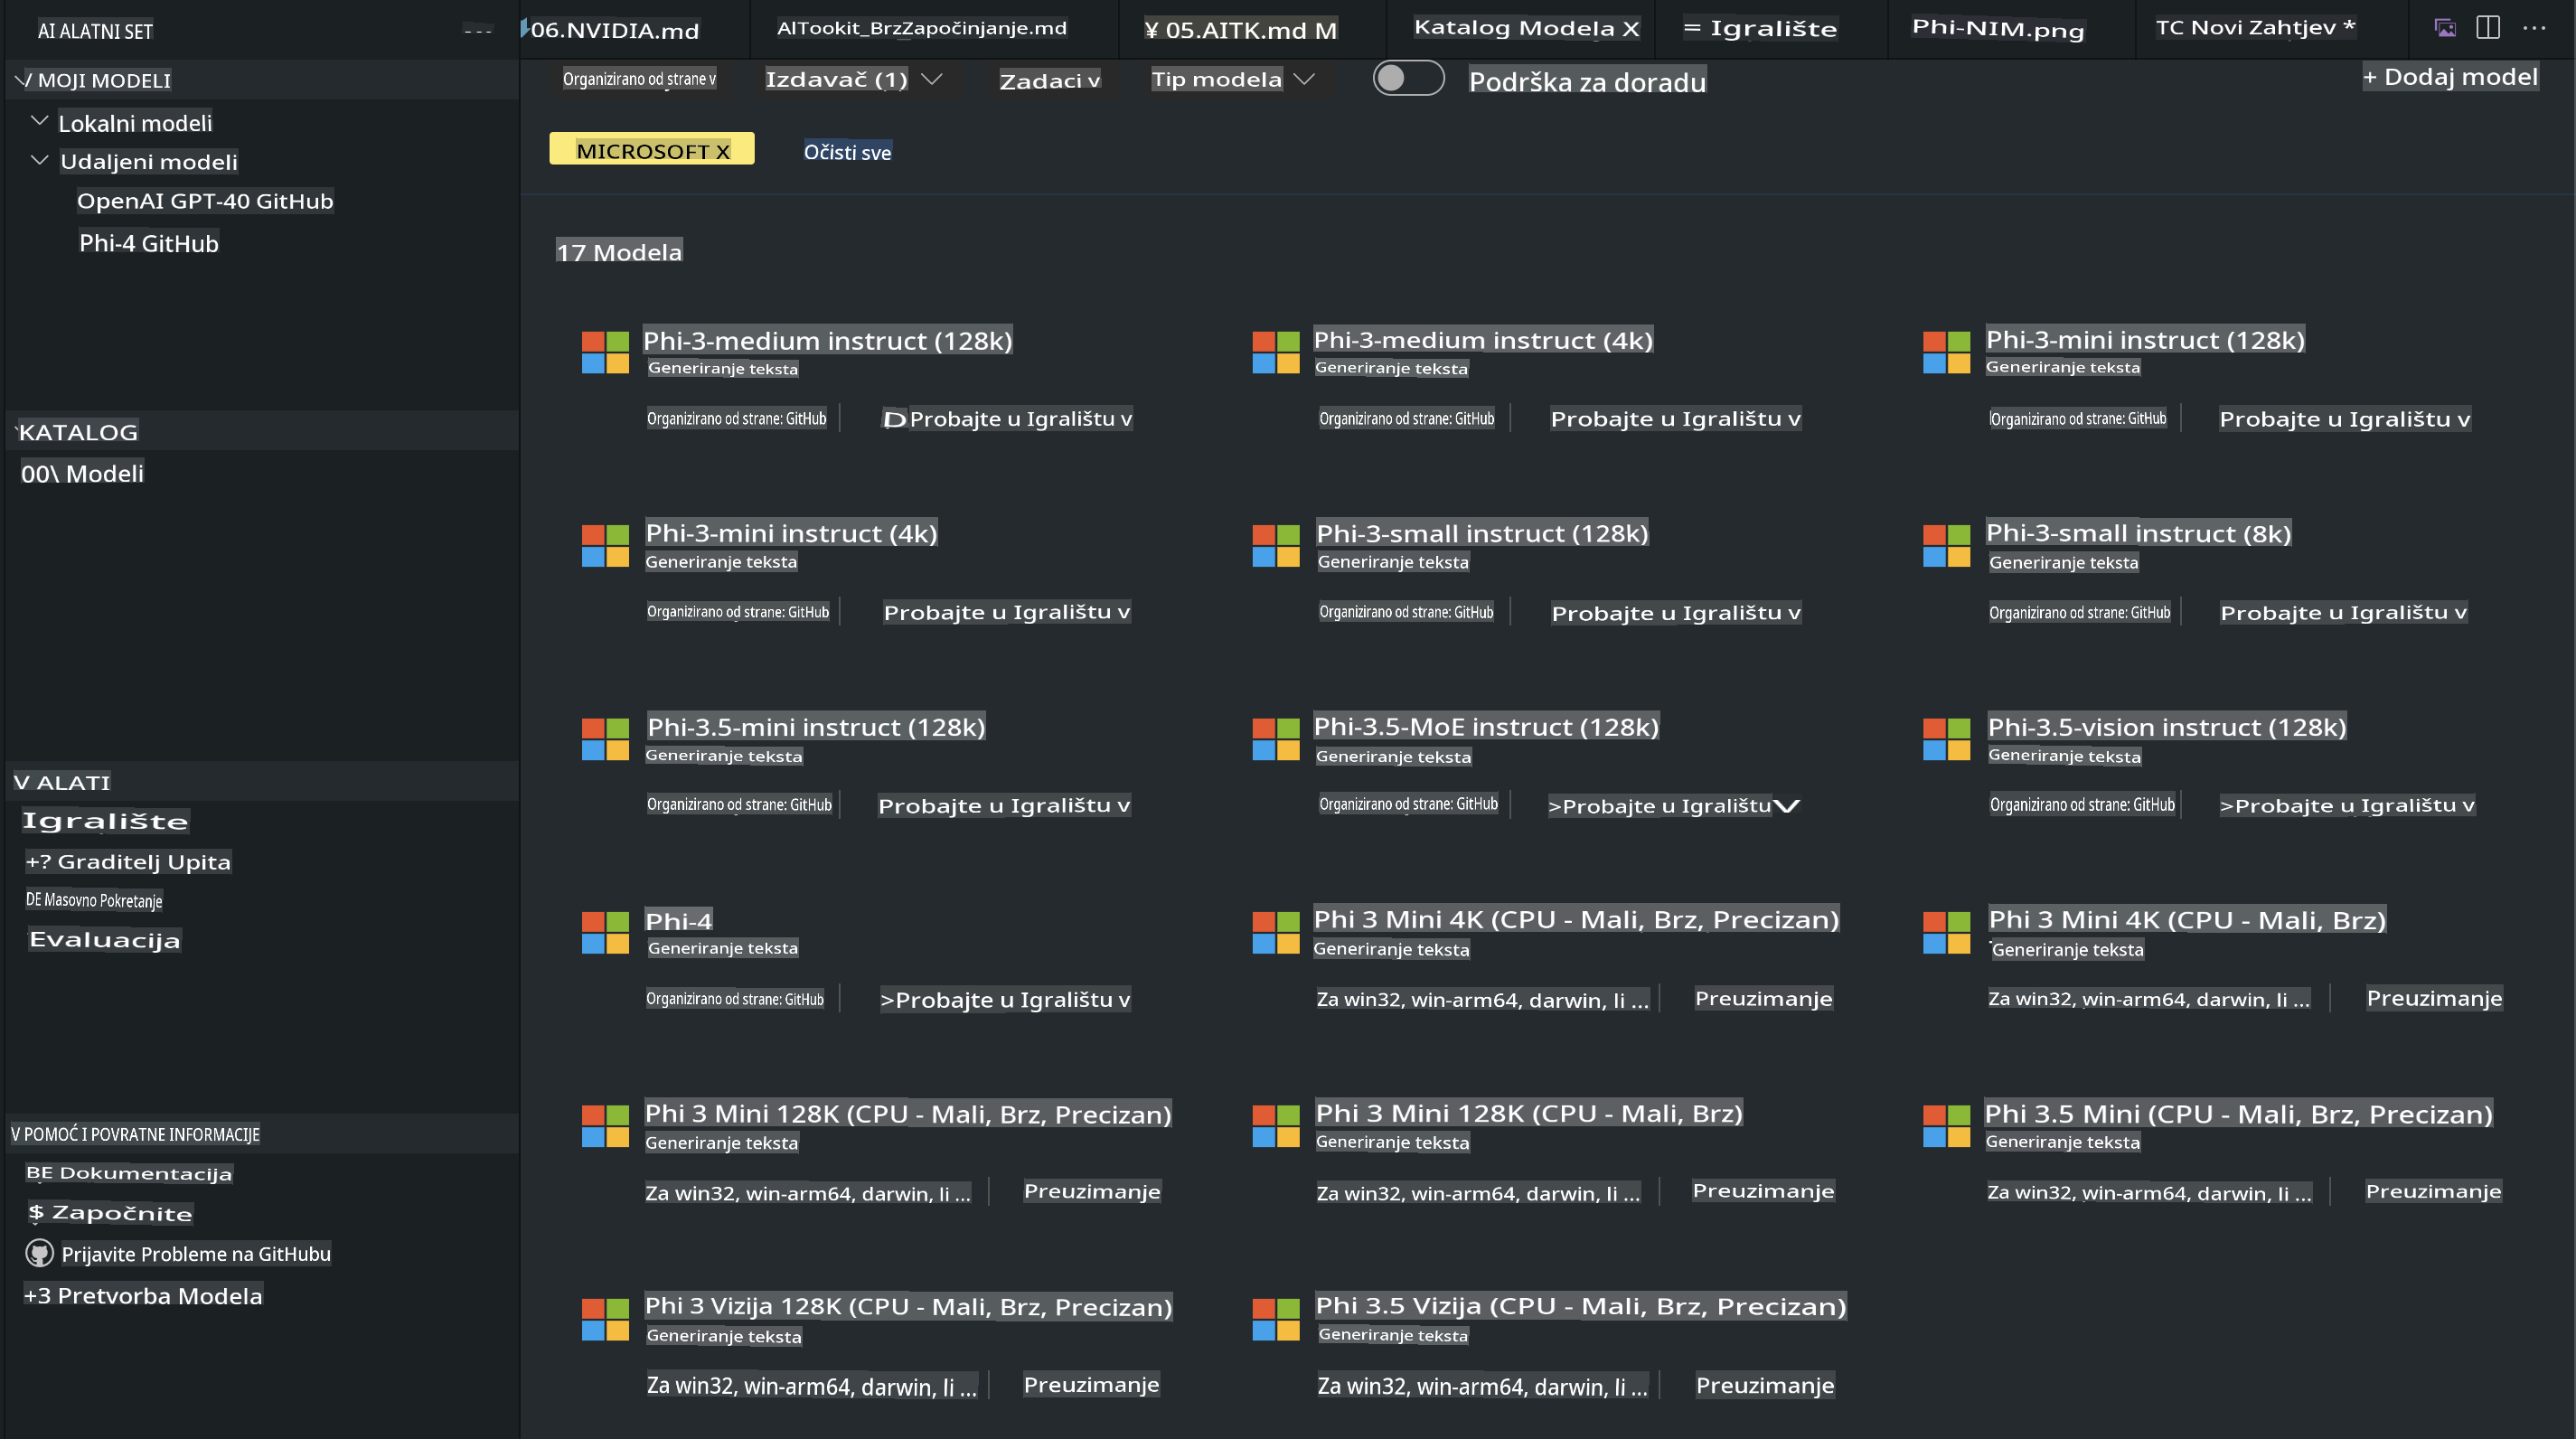 AI ALATNI SET
06.NVIDIA.md
AITookit_BrzZapočinjanje.md
¥ 05.AITK.md M
Katalog Modela X
= Igralište
Phi-NIM.png
TC Novi Zahtjev *
V MOJI MODELI
Lokalni modeli
Udaljeni modeli
OpenAI GPT-40 GitHub
Phi-4 GitHub
KATALOG
00\ Modeli
V ALATI
Igralište
+? Graditelj Upita
DE Masovno Pokretanje
Evaluacija
V POMOĆ I POVRATNE INFORMACIJE
BE Dokumentacija
$ Započnite
Prijavite Probleme na GitHubu
+3 Pretvorba Modela
Organizirano od strane v
Izdavač (1)
Zadaci v
Tip modela
Podrška za doradu
+ Dodaj model
MICROSOFT X
Očisti sve
17 Modela
Phi-3-medium instruct (128k)
Generiranje teksta
Organizirano od strane: GitHub
D Probajte u Igralištu v
Phi-3-medium instruct (4k)
Generiranje teksta
Organizirano od strane: GitHub
Probajte u Igralištu v
Phi-3-mini instruct (128k)
Generiranje teksta
Organizirano od strane: GitHub
Probajte u Igralištu v
Phi-3-mini instruct (4k)
Generiranje teksta
Organizirano od strane: GitHub
Probajte u Igralištu v
Phi-3-small instruct (128k)
Generiranje teksta
Organizirano od strane: GitHub
Probajte u Igralištu v
Phi-3-small instruct (8k)
Generiranje teksta
Organizirano od strane: GitHub
Probajte u Igralištu v
Phi-3.5-mini instruct (128k)
Generiranje teksta
Organizirano od strane: GitHub
Probajte u Igralištu v
Phi-3.5-MoE instruct (128k)
Generiranje teksta
Organizirano od strane: GitHub
>Probajte u Igralištu
Phi-3.5-vision instruct (128k)
Generiranje teksta
Organizirano od strane: GitHub
>Probajte u Igralištu v
Phi-4
Generiranje teksta
Organizirano od strane: GitHub
>Probajte u Igralištu v
Phi 3 Mini 4K (CPU - Mali, Brz, Precizan)
Generiranje teksta
Za win32, win-arm64, darwin, li ...
Preuzimanje
Phi 3 Mini 4K (CPU - Mali, Brz)
Generiranje teksta
Za win32, win-arm64, darwin, li ...
Preuzimanje
Phi 3 Mini 128K (CPU - Mali, Brz, Precizan)
Generiranje teksta
Za win32, win-arm64, darwin, li ...
Preuzimanje
Phi 3 Mini 128K (CPU - Mali, Brz)
Generiranje teksta
Za win32, win-arm64, darwin, li ...
Preuzimanje
Phi 3.5 Mini (CPU - Mali, Brz, Precizan)
Generiranje teksta
Za win32, win-arm64, darwin, li ...
Preuzimanje
Phi 3 Vizija 128K (CPU - Mali, Brz, Precizan)
Generiranje teksta
Za win32, win-arm64, darwin, li ...
Preuzimanje
Phi 3.5 Vizija (CPU - Mali, Brz, Precizan)
Generiranje teksta
Za win32, win-arm64, darwin, li ...
Preuzimanje